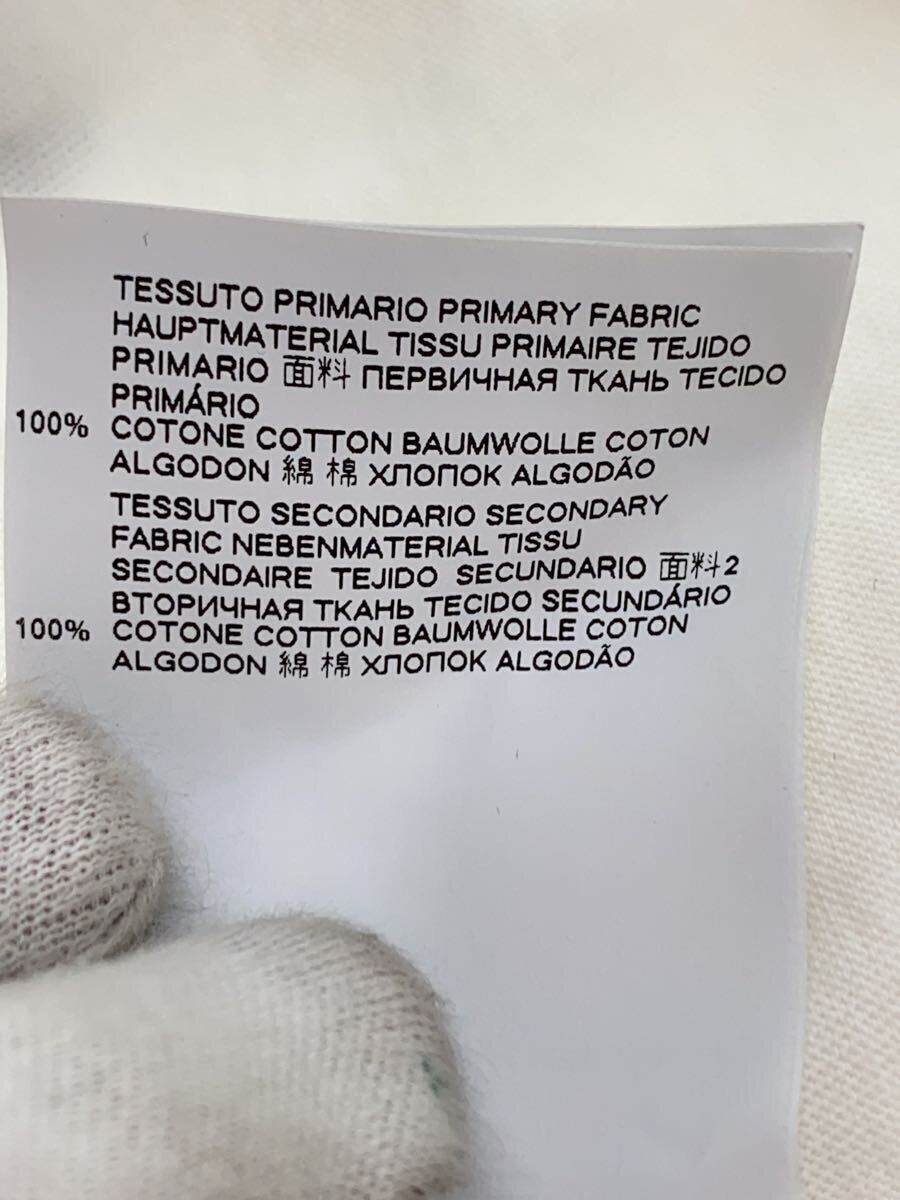 TESSUTO PRIMARIO PRIMARY FABRIC
HAUPTMATERIAL TISSU PRIMAIRE TEJIDO
PRIMARIO 面料 ПЕРВИЧНАЯ ТКАНЬ TECIDO
PRIMÁRIO
100% COTONE COTTON BAUMWOLLE COTON
ALGODON 綿 棉 ХЛОПОК ALGODÃO
TESSUTO SECONDARIO SECONDARY
FABRIC NEBENMATERIAL TISSU
SECONDAIRE TEJIDO SECUNDARIO 面料2
ВТОРИЧНАЯ ТКАНЬ TECIDO SECUNDÁRIO
100% COTONE COTTON BAUMWOLLE COTON
ALGODON 綿 棉 ХЛОПОК ALGODÃO